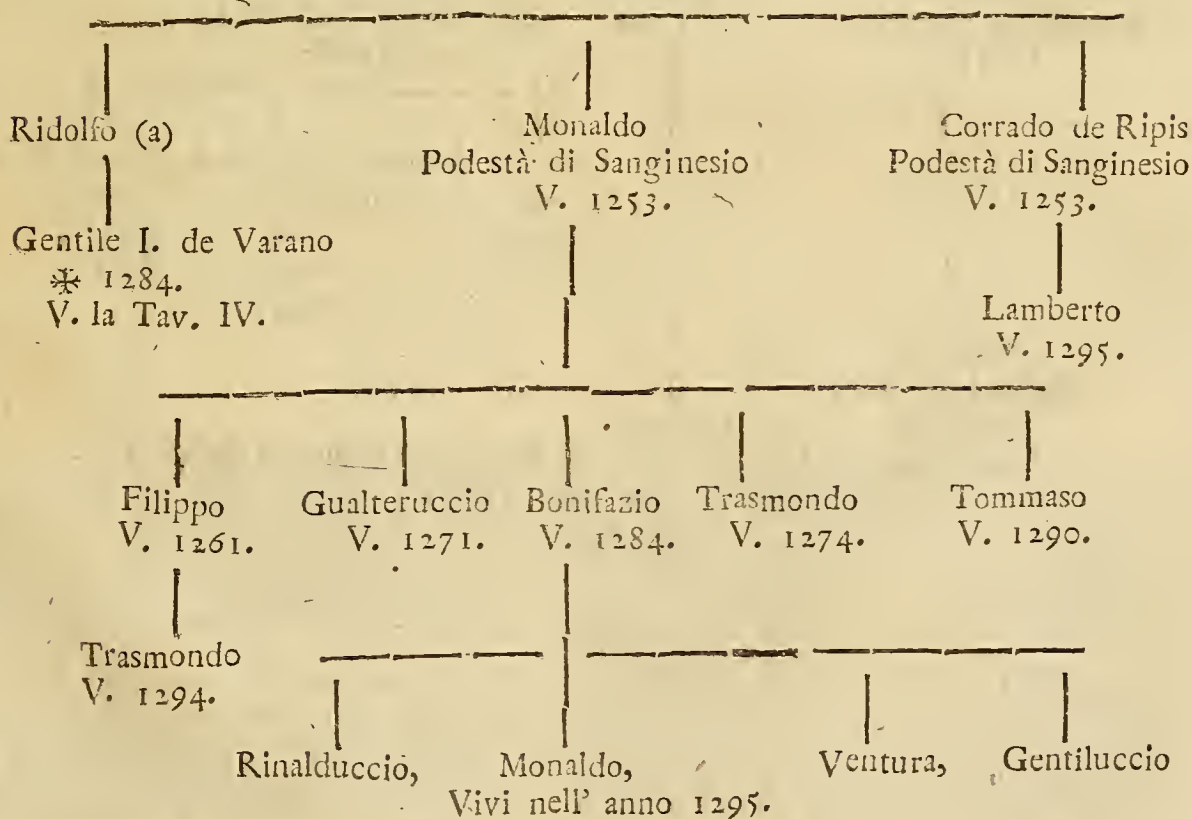 Ridolfo (a)
Monaldo
Podestà di Sanginesio
V. 1253.
Corrado de Ripis
Podestà di Sanginesio
V. 1253.
Gentile I. de Varano
✠ 1284.
V. la Tav. IV.
Lamberto
V. 1295.
Filippo
V. 1261.
Gualteruccio
V. 1271.
Bonifazio
V. 1284.
Trasmondo
V. 1274.
Tommaso
V. 1290.
Trasmondo
V. 1294.
Rinalduccio, Monaldo, Ventura, Gentiluccio
Vivi nell' anno 1295.